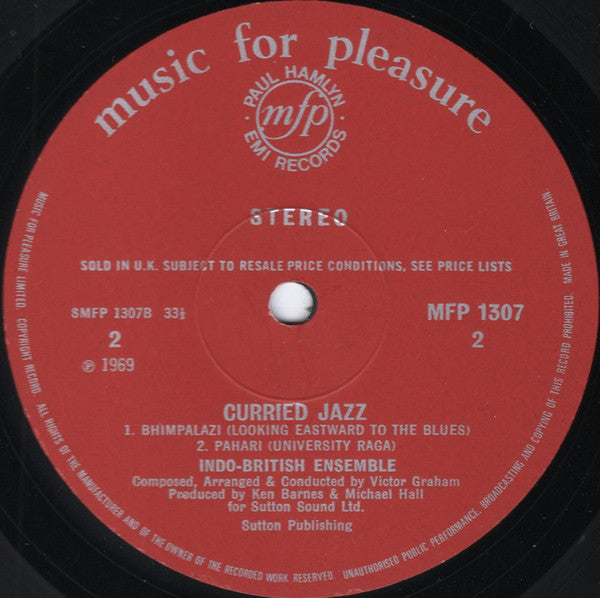 music for pleasure
· PAUL HAMLYN ·
mfp
EMI RECORDS
STEREO
SOLD IN U.K. SUBJECT TO RESALE PRICE CONDITIONS, SEE PRICE LISTS
SMFP 1307B 33⅓
MFP 1307
2
2
℗ 1969
CURRIED JAZZ
1. BHIMPALAZI (LOOKING EASTWARD TO THE BLUES)
2. PAHARI (UNIVERSITY RAGA)
INDO-BRITISH ENSEMBLE
Composed, Arranged & Conducted by Victor Graham
Produced by Ken Barnes & Michael Hall
for Sutton Sound Ltd.
Sutton Publishing
MUSIC FOR PLEASURE LIMITED. COPYRIGHT RECORD. ALL RIGHTS OF THE MANUFACTURER AND OF THE OWNER OF THE RECORDED WORK RESERVED. UNAUTHORISED PUBLIC PERFORMANCE, BROADCASTING AND COPYING OF THIS RECORD PROHIBITED. MADE IN GREAT BRITAIN.